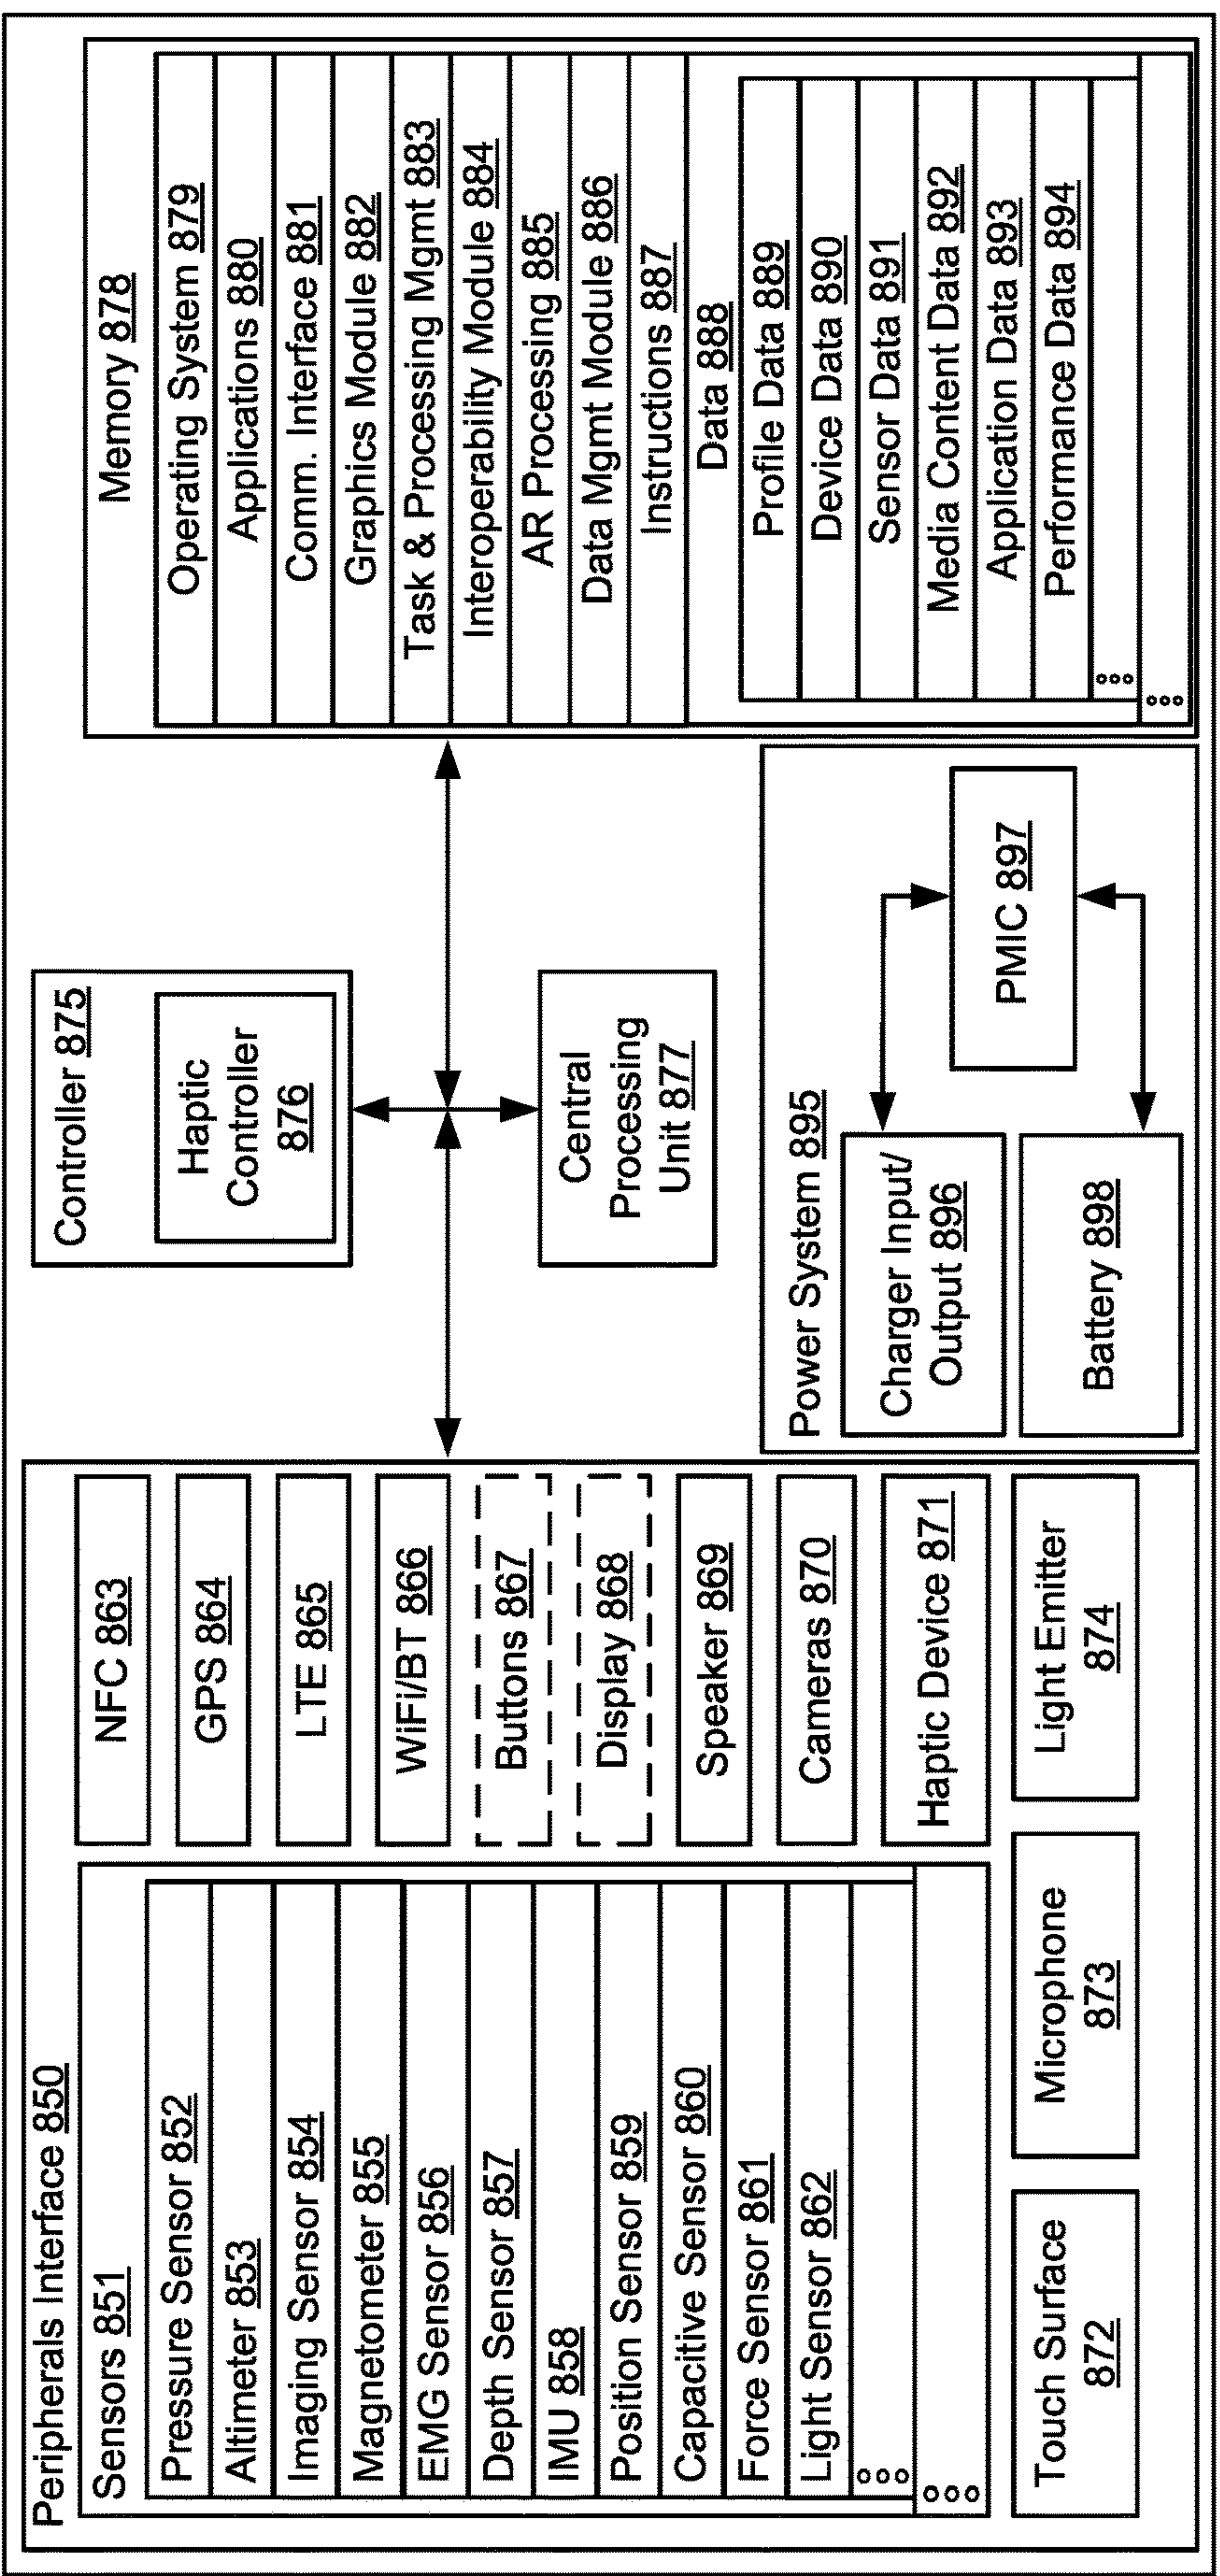 Peripherals Interface 850
Sensors 851
Pressure Sensor 852
Altimeter 853
Imaging Sensor 854
Magnetometer 855
EMG Sensor 856
Depth Sensor 857
IMU 858
Position Sensor 859
Capacitive Sensor 860
Force Sensor 861
Light Sensor 862
NFC 863
GPS 864
LTE 865
WiFi/BT 866
Buttons 867
Display 868
Speaker 869
Cameras 870
Haptic Device 871
Touch Surface
872
Microphone
873
Light Emitter
874
Controller 875
Haptic
Controller
876
Central
Processing
Unit 877
Power System 895
Charger Input/
Output 896
Battery 898
PMIC 897
Memory 878
Operating System 879
Applications 880
Comm. Interface 881
Graphics Module 882
Task & Processing Mgmt 883
Interoperability Module 884
AR Processing 885
Data Mgmt Module 886
Instructions 887
Data 888
Profile Data 889
Device Data 890
Sensor Data 891
Media Content Data 892
Application Data 893
Performance Data 894